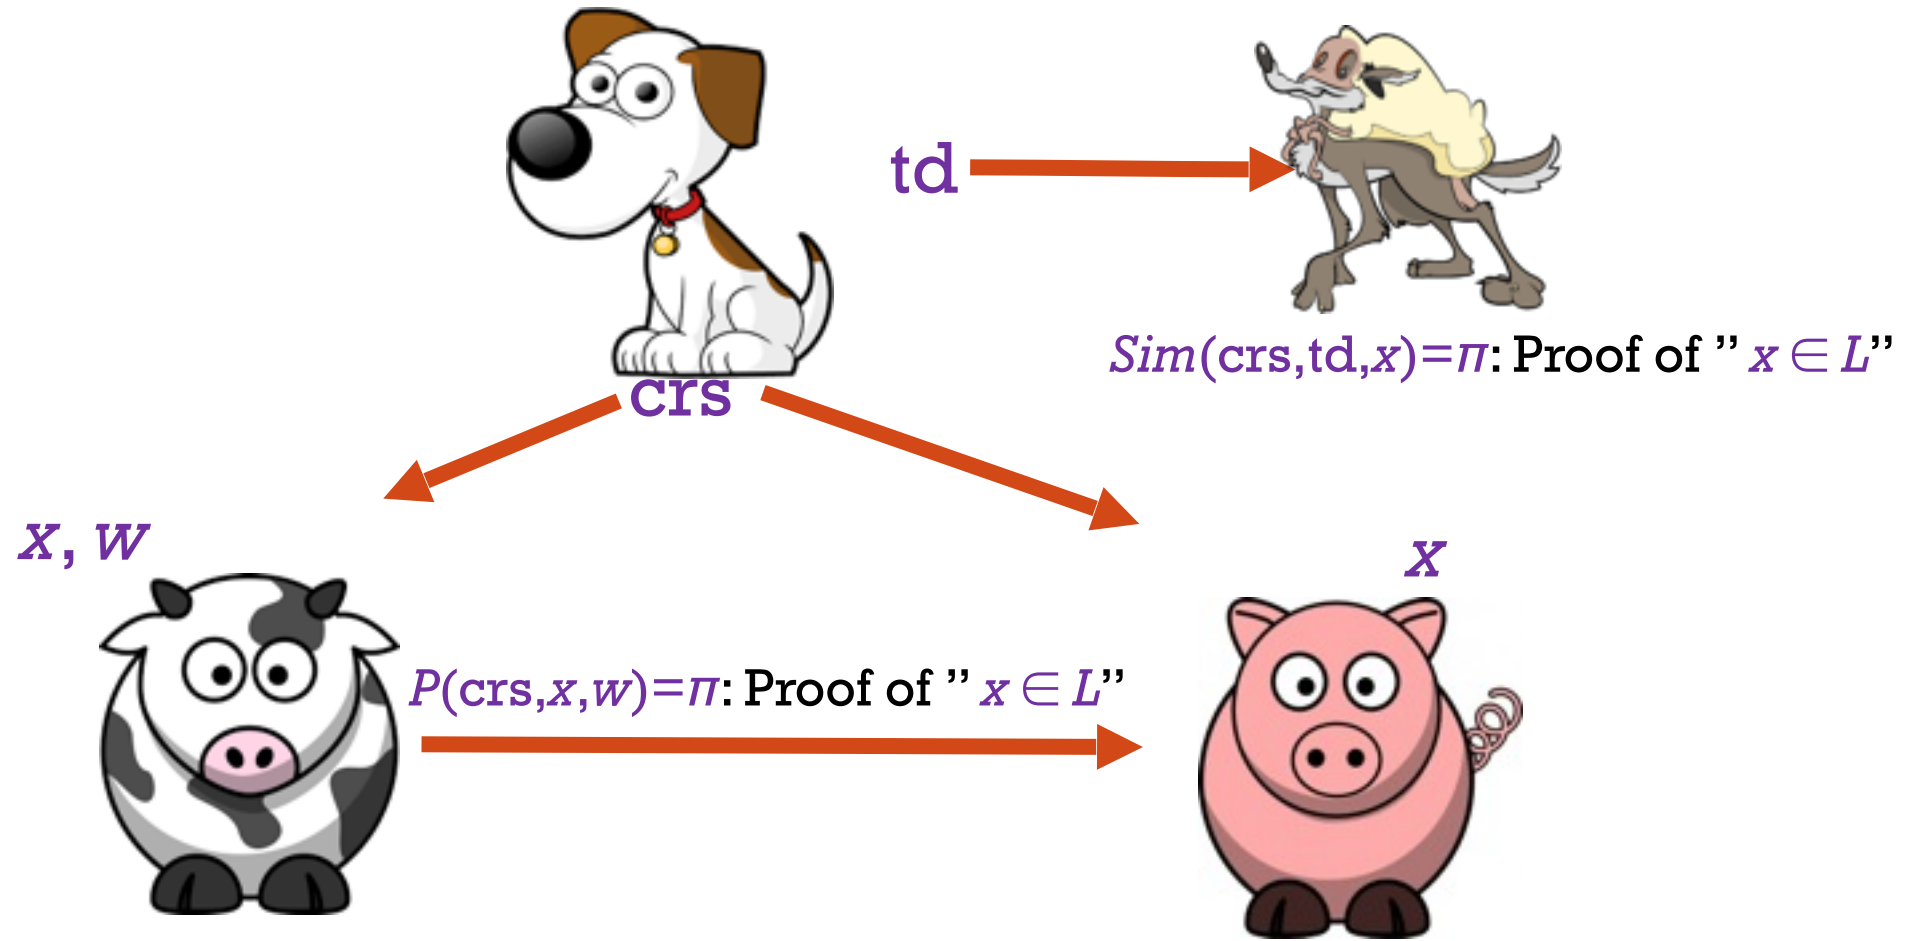 td
Sim(crs,td,x)=π: Proof of ” x ∈ L”
crs
x, w
x
P(crs,x,w)=π: Proof of ” x ∈ L”